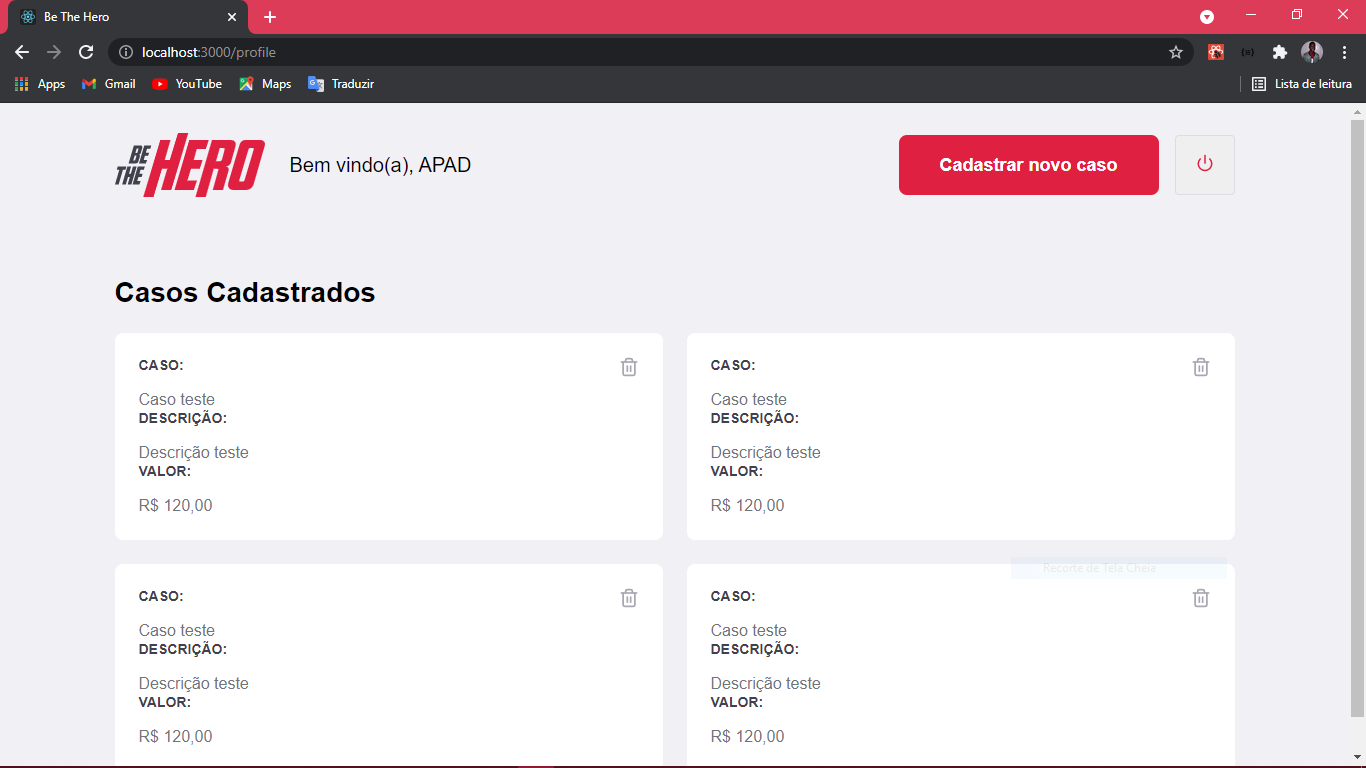 Be The Hero
localhost:3000/profile
Apps Gmail YouTube Maps Traduzir Lista de leitura
BE THE HERO Bem vindo(a), APAD Cadastrar novo caso
Casos Cadastrados
CASO: CASO:
Caso teste Caso teste
DESCRIÇÃO: DESCRIÇÃO:
Descrição teste Descrição teste
VALOR: VALOR:
R$ 120,00 R$ 120,00
Recorte de Tela Cheia
CASO: CASO:
Caso teste Caso teste
DESCRIÇÃO: DESCRIÇÃO:
Descrição teste Descrição teste
VALOR: VALOR:
R$ 120,00 R$ 120,00